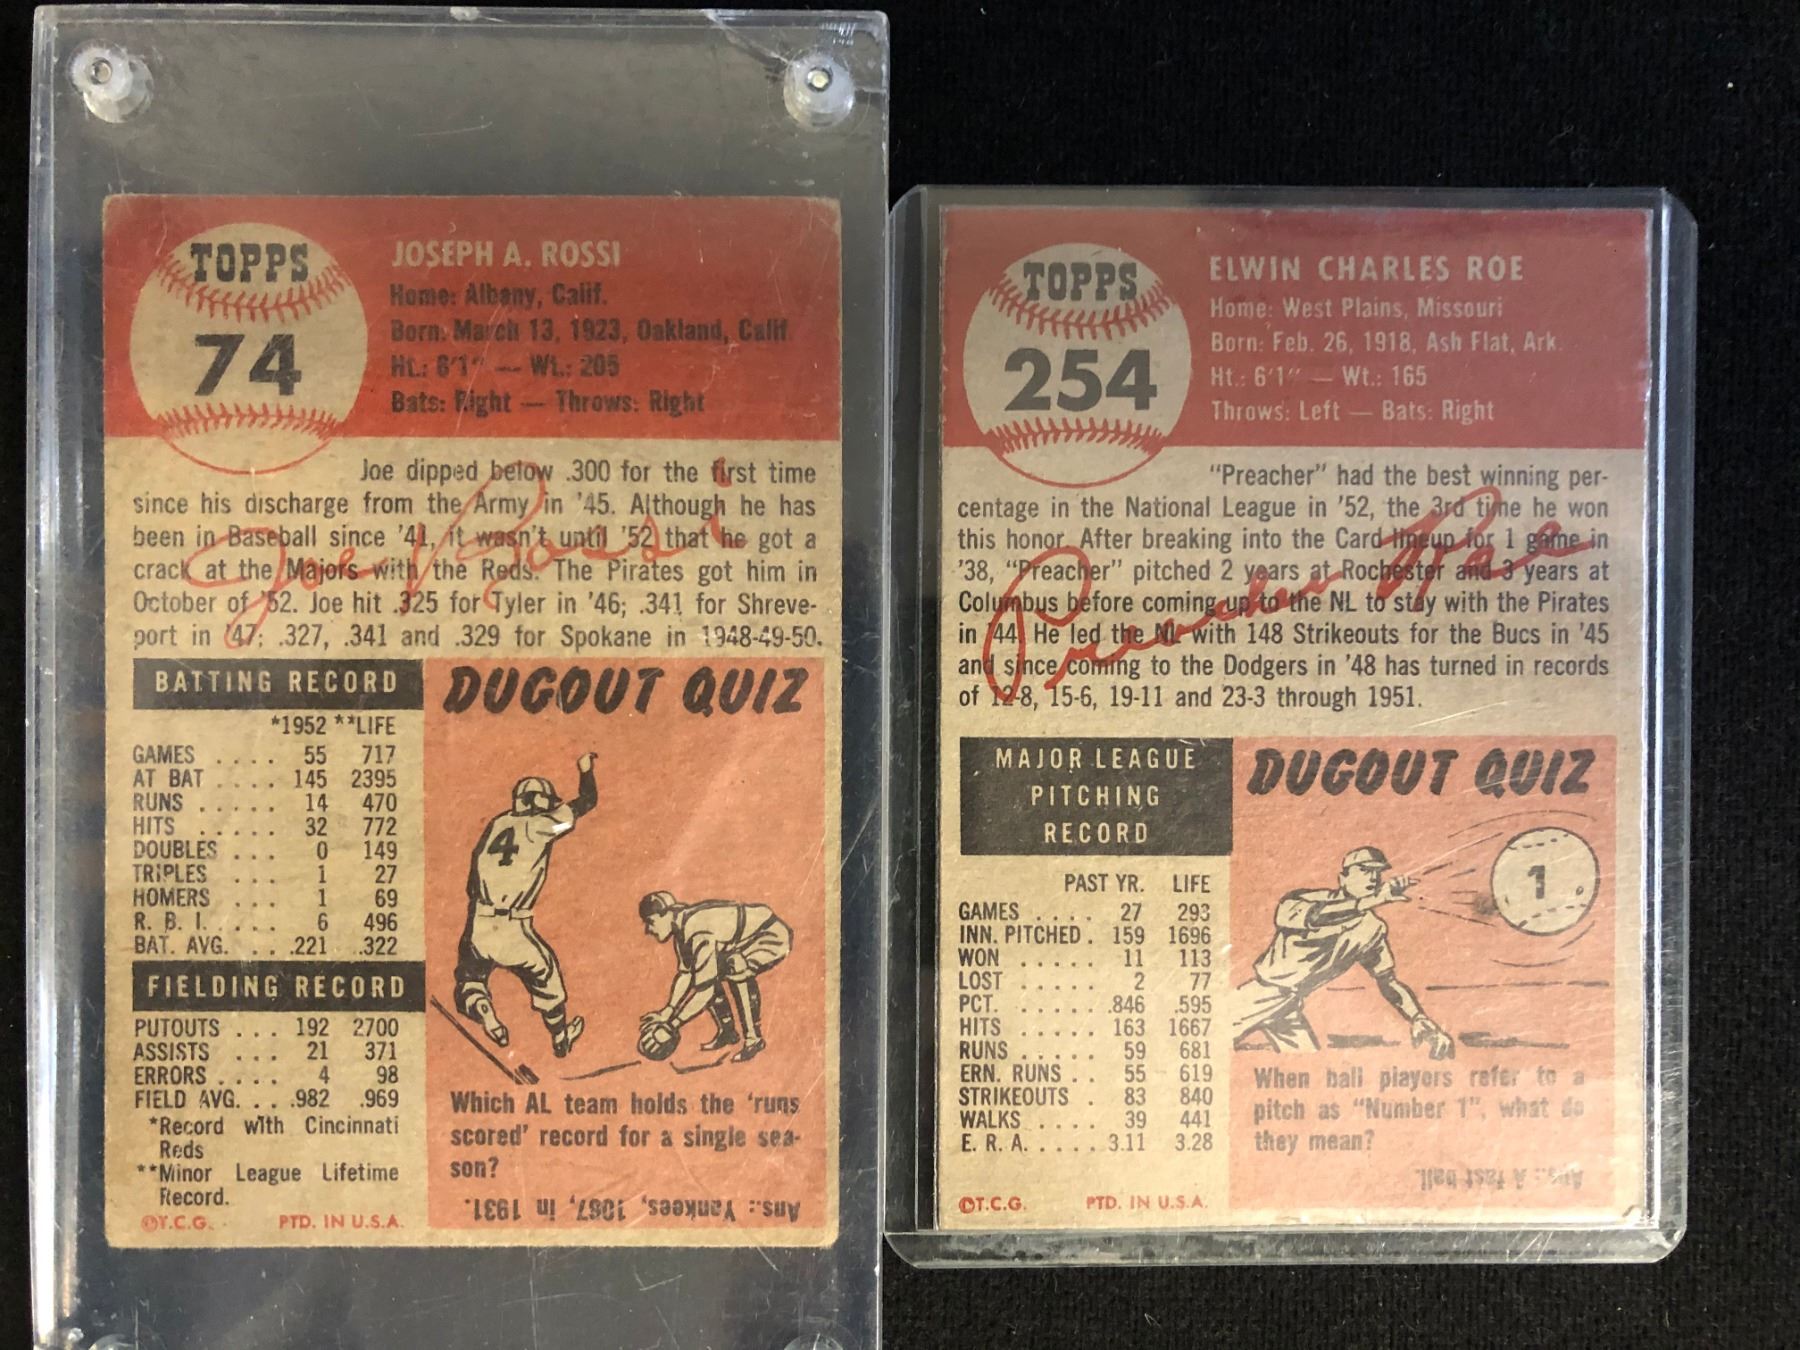 TOPPS
74
JOSEPH A. ROSSI
Home: Albany, Calif.
Born: March 13, 1923, Oakland, Calif.
Ht.: 6'1" — Wt.: 205
Bats: Right — Throws: Right
Joe dipped below .300 for the first time
since his discharge from the Army in '45. Although he has
been in Baseball since '41, it wasn't until '52 that he got a
crack at the Majors with the Reds. The Pirates got him in
October of '52. Joe hit .325 for Tyler in '46; .341 for Shreve-
port in '47; .327, .341 and .329 for Spokane in 1948-49-50.
Joe Rossi
BATTING RECORD
*1952 **LIFE
GAMES .... 55 717
AT BAT .... 145 2395
RUNS ..... 14 470
HITS ..... 32 772
DOUBLES ... 0 149
TRIPLES ... 1 27
HOMERS ... 1 69
R. B. I. .... 6 496
BAT. AVG. ... .221 .322
FIELDING RECORD
PUTOUTS ... 192 2700
ASSISTS ... 21 371
ERRORS .... 4 98
FIELD AVG. ... .982 .969
*Record with Cincinnati
Reds
**Minor League Lifetime
Record.
©T.C.G. PTD. IN U.S.A.
DUGOUT QUIZ
4
Which AL team holds the 'runs
scored' record for a single sea-
son?
Ans.: Yankees, 1067, in 1931.
TOPPS
254
ELWIN CHARLES ROE
Home: West Plains, Missouri
Born: Feb. 26, 1918, Ash Flat, Ark.
Ht.: 6'1" — Wt.: 165
Throws: Left — Bats: Right
"Preacher" had the best winning per-
centage in the National League in '52, the 3rd time he won
this honor. After breaking into the Card lineup for 1 game in
'38, "Preacher" pitched 2 years at Rochester and 3 years at
Columbus before coming up to the NL to stay with the Pirates
in '44. He led the NL with 148 Strikeouts for the Bucs in '45
and since coming to the Dodgers in '48 has turned in records
of 12-8, 15-6, 19-11 and 23-3 through 1951.
Preacher Roe
MAJOR LEAGUE
PITCHING
RECORD
PAST YR. LIFE
GAMES .... 27 293
INN. PITCHED . 159 1696
WON ..... 11 113
LOST ..... 2 77
PCT. ..... .846 .595
HITS ..... 163 1667
RUNS ..... 59 681
ERN. RUNS .. 55 619
STRIKEOUTS . 83 840
WALKS .... 39 441
E. R. A. .... 3.11 3.28
©T.C.G. PTD. IN U.S.A.
DUGOUT QUIZ
1
When ball players refer to a
pitch as "Number 1", what do
they mean?
Ans.: A fast ball.